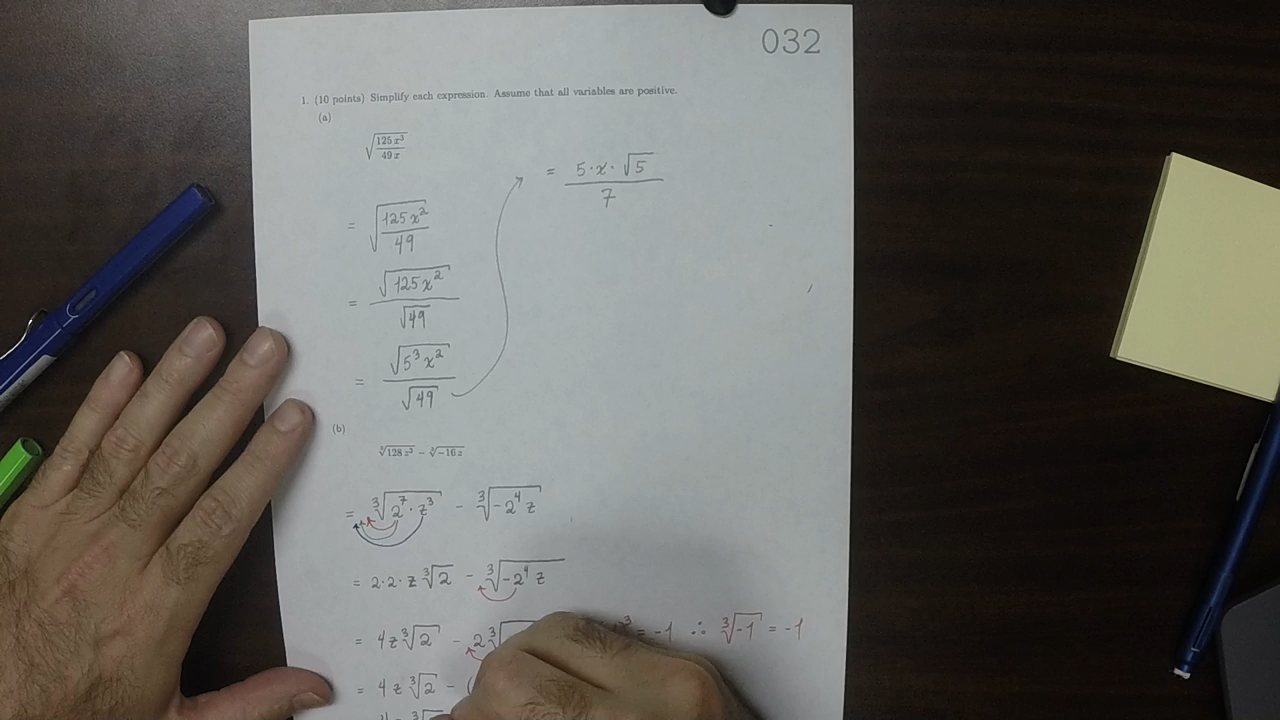 032
1. (10 points) Simplify each expression. Assume that all variables are positive.
(a)
√(125x³/49x)
= √(125x²/49)
= √(125x²)/√49
= √(5³x²)/√49
= 5·x·√5/7
(b)
∛(128z³) − ∛(−16z)
= ∛(2⁷·z³) − ∛(−2⁴z)
= 2·2·z∛2 − ∛(−2⁴z)
= 4z∛2 − 2∛
³ = −1 ∴ ∛(−1) = −1
= 4z∛2 − (